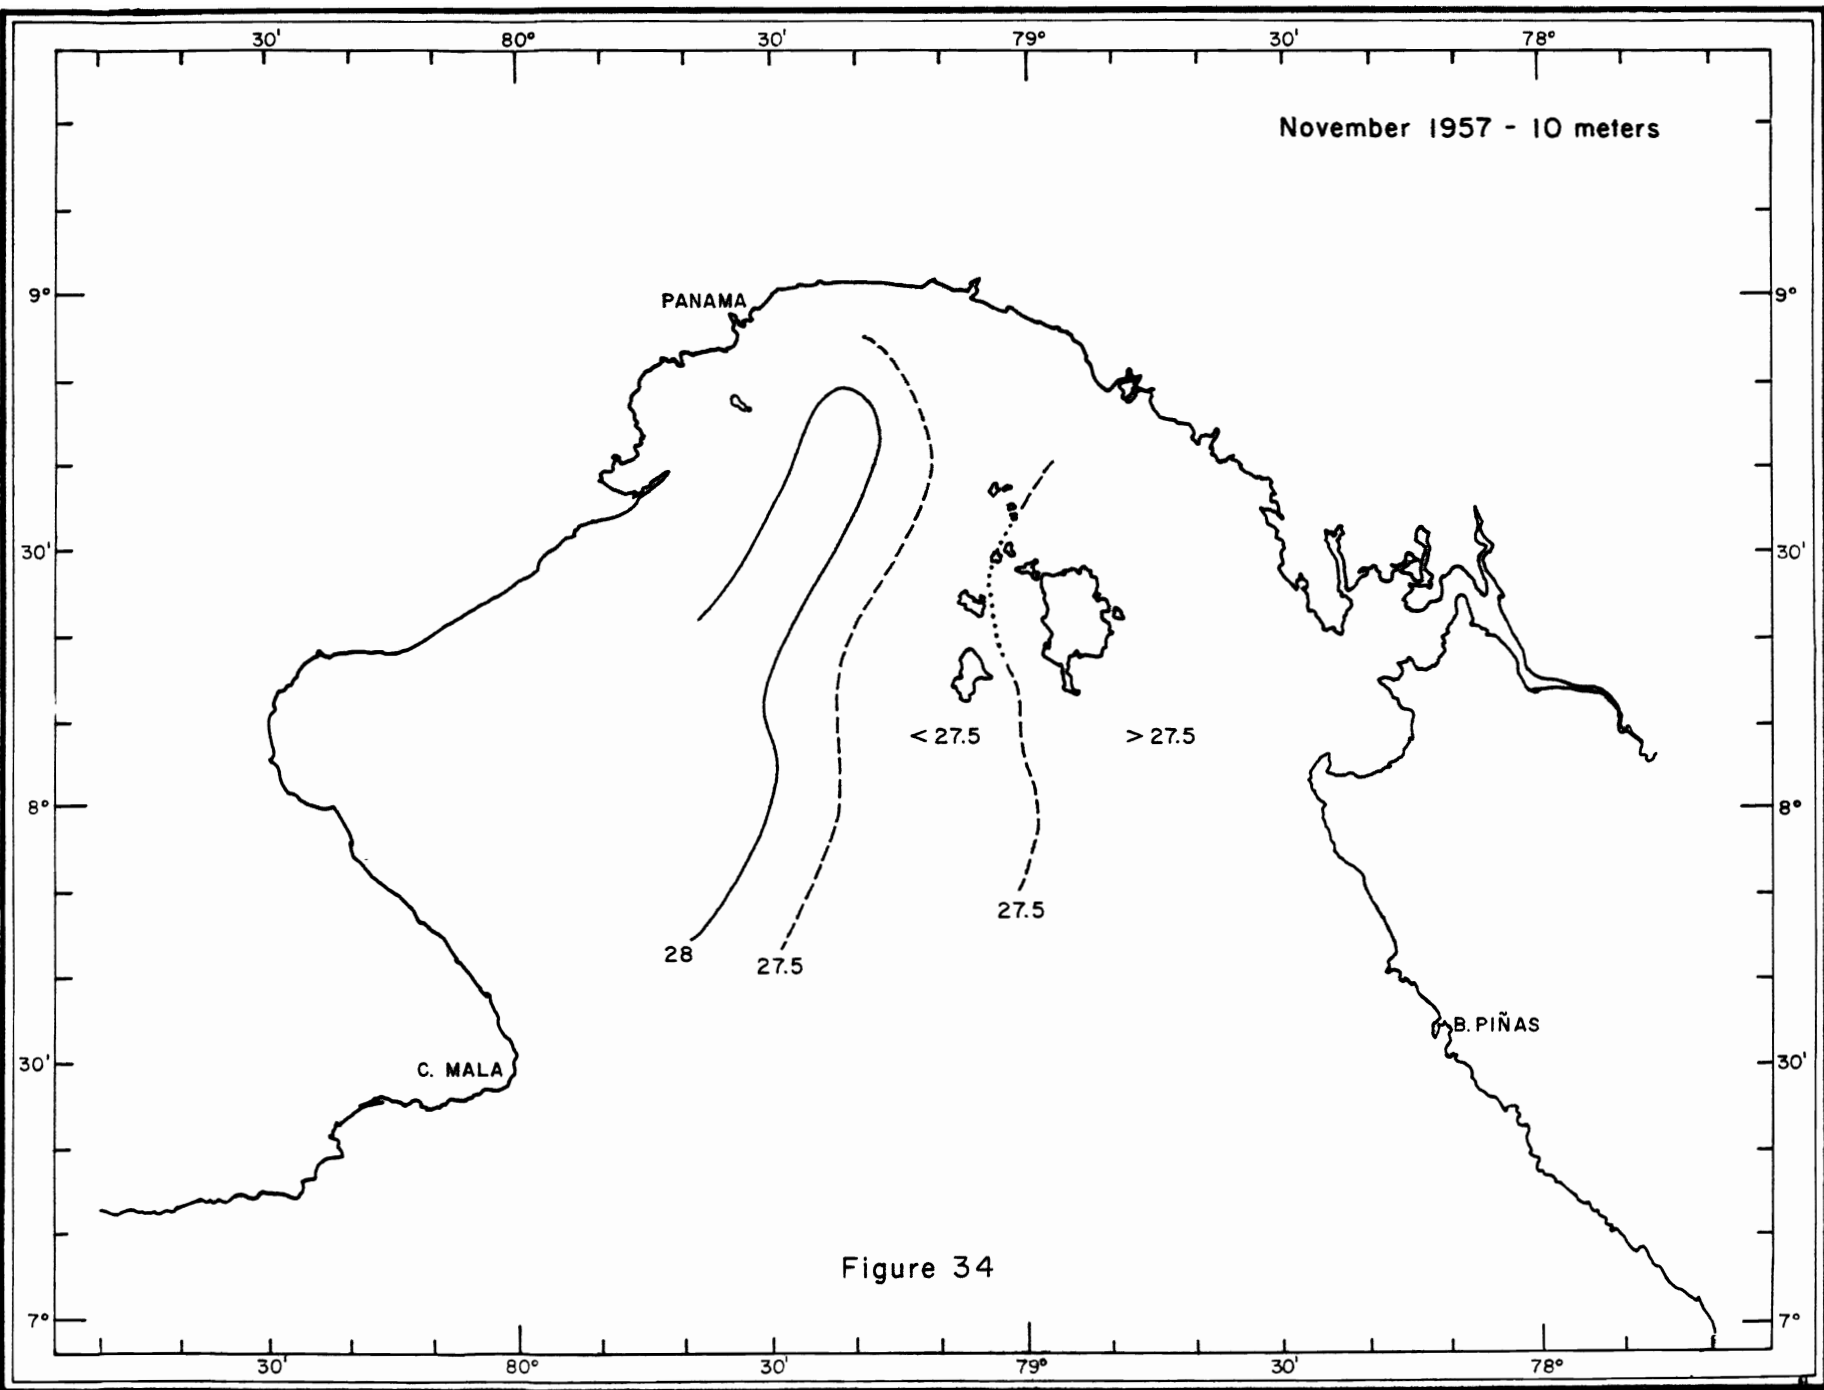 30' 80° 30' 79° 30' 78°
November 1957 - 10 meters
PANAMA
9° 9°
30' 30'
< 27.5 > 27.5
8° 8°
27.5
28
27.5
B. PIÑAS
30' 30'
C. MALA
Figure 34
7° 7°
30' 80° 30' 79° 30' 78°